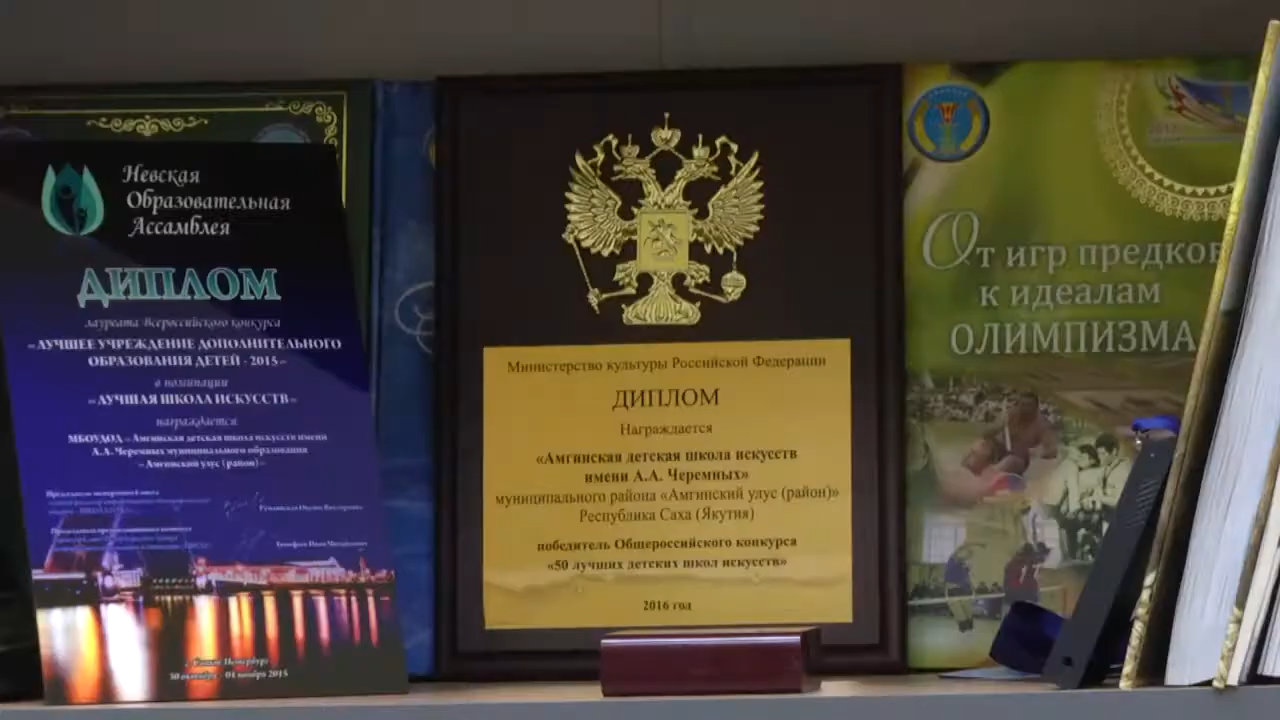 Невская
Образовательная
Ассамблея
ДИПЛОМ
лауреата Всероссийского конкурса
«ЛУЧШЕЕ УЧРЕЖДЕНИЕ ДОПОЛНИТЕЛЬНОГО
ОБРАЗОВАНИЯ ДЕТЕЙ - 2015»
в номинации
«ЛУЧШАЯ ШКОЛА ИСКУССТВ»
награждается
МБОУДОД «Амгинская детская школа искусств имени
А.А. Черемных муниципального образования
«Амгинский улус (район)»
г. Санкт-Петербург
30 октября - 01 ноября 2015
Министерство культуры Российской Федерации
ДИПЛОМ
Награждается
«Амгинская детская школа искусств
имени А.А. Черемных»
муниципального района «Амгинский улус (район)»
Республика Саха (Якутия)
победитель Общероссийского конкурса
«50 лучших детских школ искусств»
2016 год
От игр предков
к идеалам
ОЛИМПИЗМА